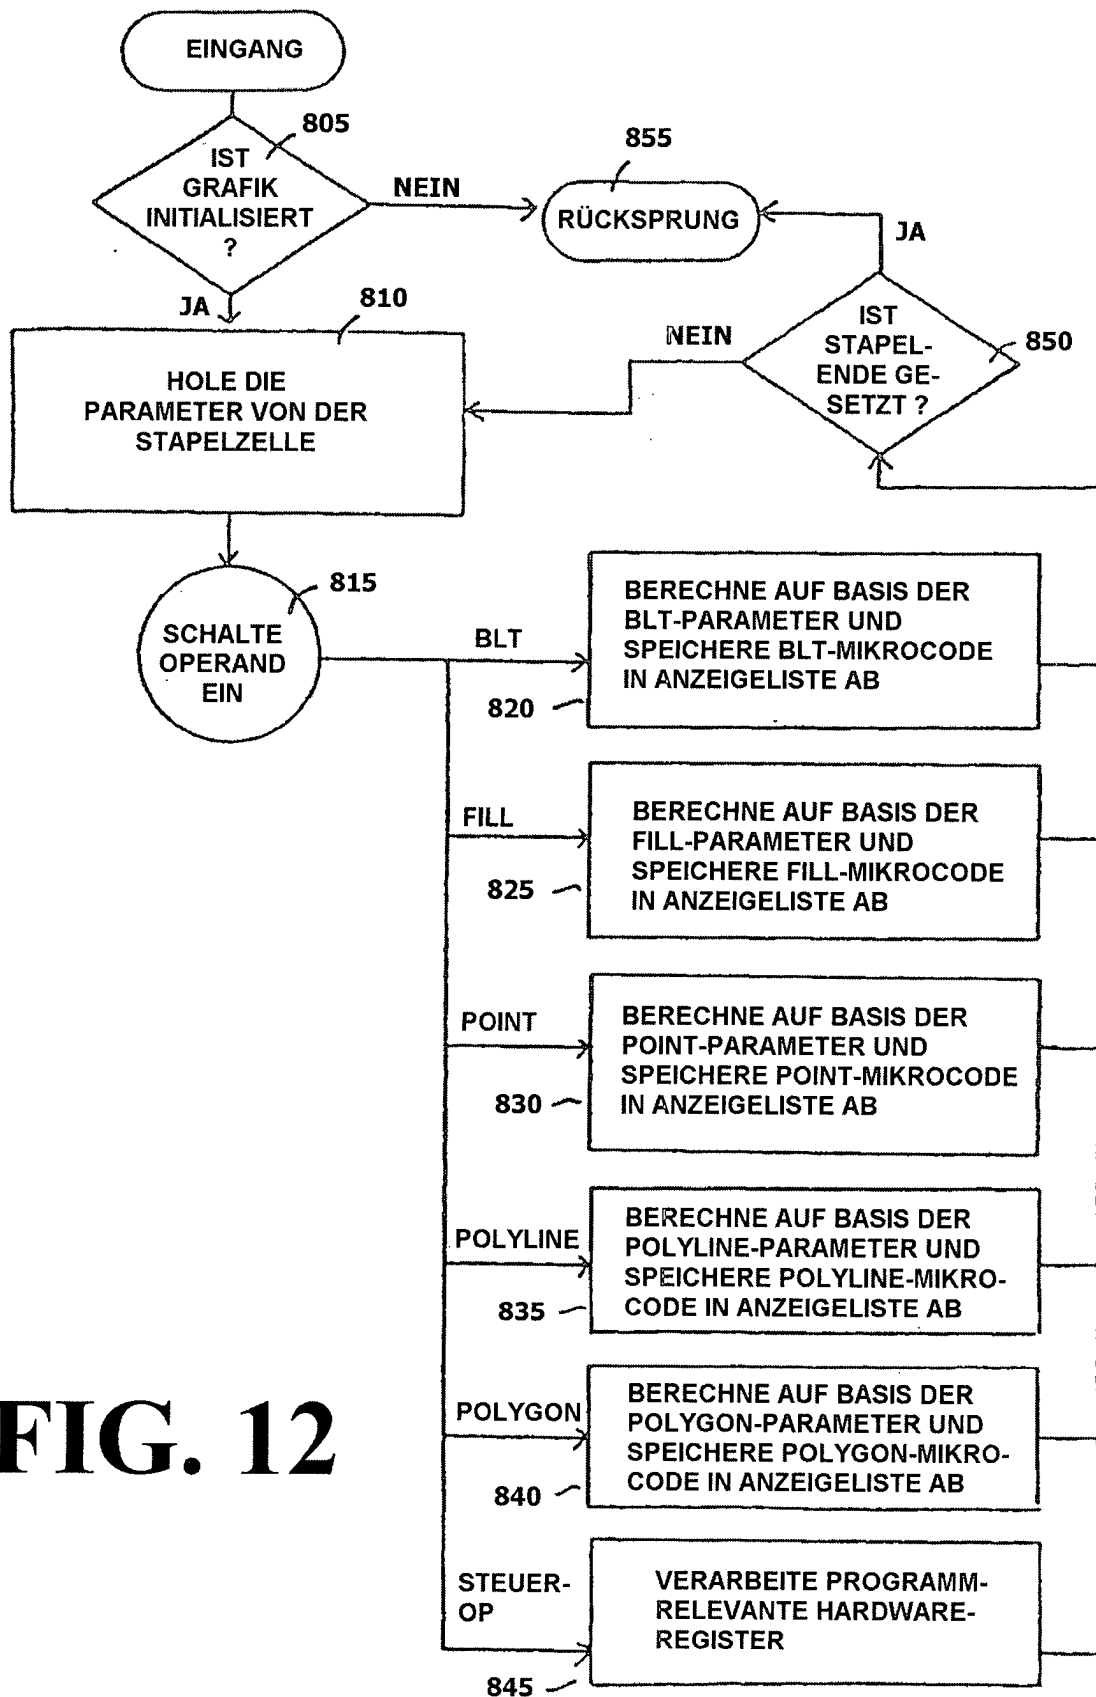 EINGANG
805
IST
GRAFIK
INITIALISIERT
?
NEIN
JA
855
RÜCKSPRUNG
JA
IST
STAPEL-
ENDE GE-
SETZT ?
850
NEIN
810
HOLE DIE
PARAMETER VON DER
STAPELZELLE
815
SCHALTE
OPERAND
EIN
BLT
820
BERECHNE AUF BASIS DER
BLT-PARAMETER UND
SPEICHERE BLT-MIKROCODE
IN ANZEIGELISTE AB
FILL
825
BERECHNE AUF BASIS DER
FILL-PARAMETER UND
SPEICHERE FILL-MIKROCODE
IN ANZEIGELISTE AB
POINT
830
BERECHNE AUF BASIS DER
POINT-PARAMETER UND
SPEICHERE POINT-MIKROCODE
IN ANZEIGELISTE AB
POLYLINE
835
BERECHNE AUF BASIS DER
POLYLINE-PARAMETER UND
SPEICHERE POLYLINE-MIKRO-
CODE IN ANZEIGELISTE AB
POLYGON
840
BERECHNE AUF BASIS DER
POLYGON-PARAMETER UND
SPEICHERE POLYGON-MIKRO-
CODE IN ANZEIGELISTE AB
STEUER-
OP
845
VERARBEITE PROGRAMM-
RELEVANTE HARDWARE-
REGISTER
FIG. 12